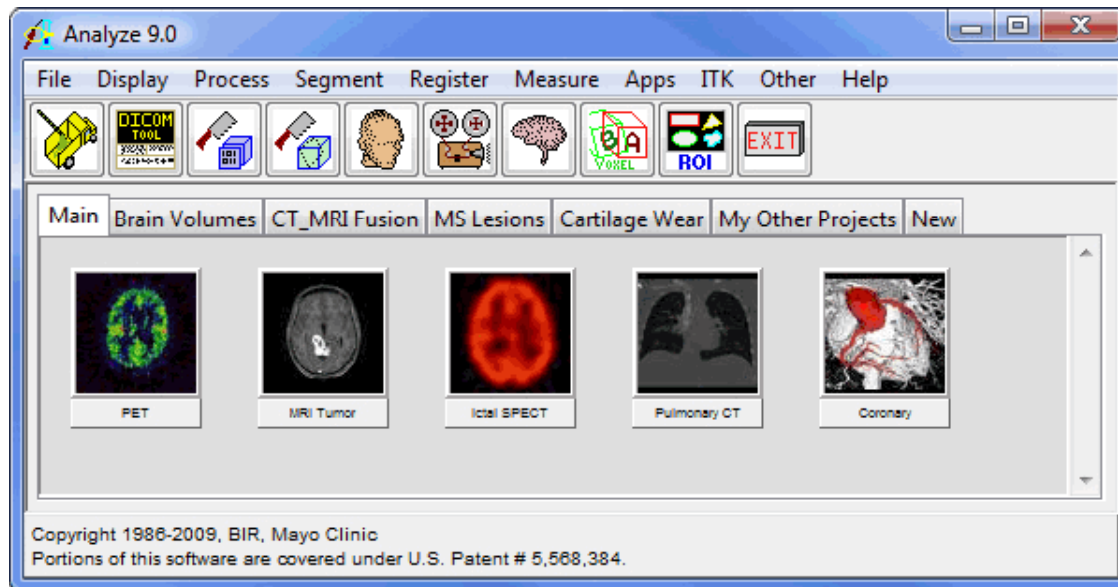 Analyze 9.0
File Display Process Segment Register Measure Apps ITK Other Help
DICOM
TOOL
B A
VOXEL
ROI
EXIT
Main Brain Volumes CT_MRI Fusion MS Lesions Cartilage Wear My Other Projects New
PET MRI Tumor Ictal SPECT Pulmonary CT Coronary
Copyright 1986-2009, BIR, Mayo Clinic
Portions of this software are covered under U.S. Patent # 5,568,384.